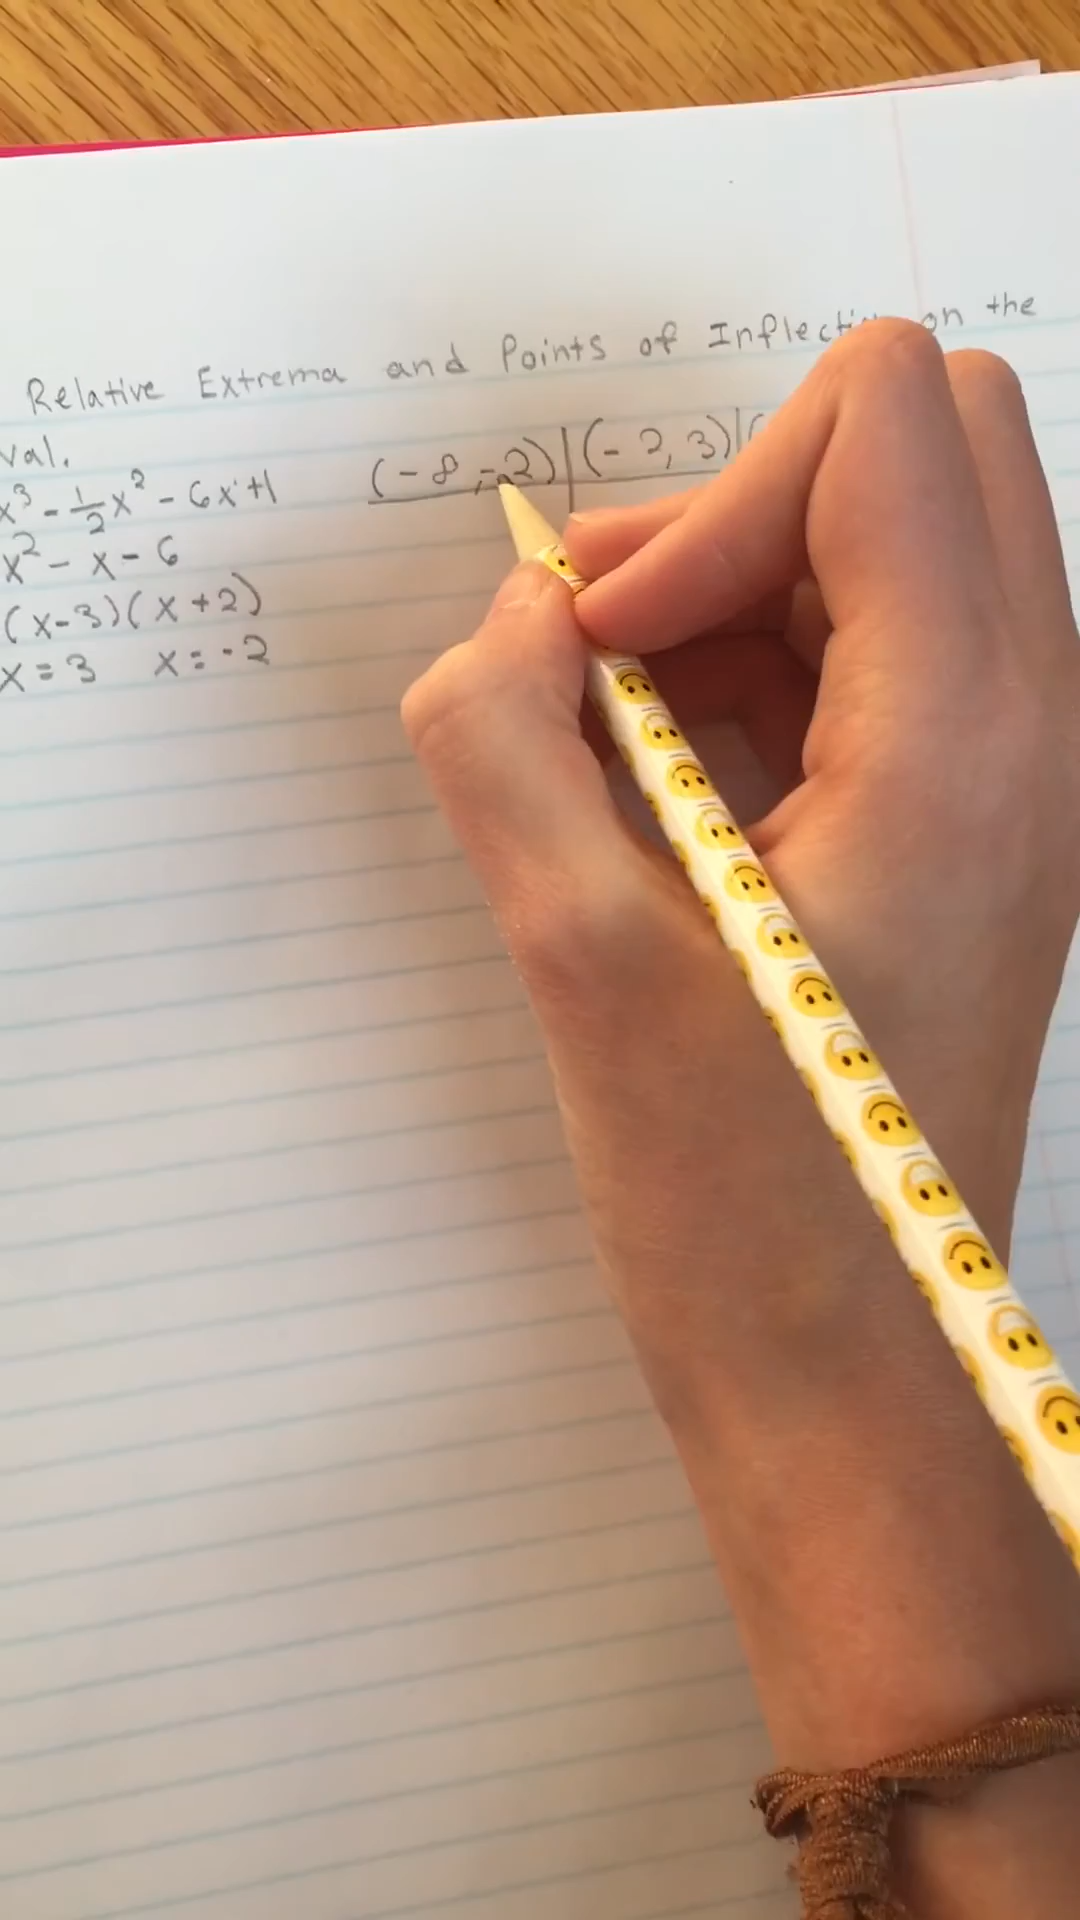 Relative Extrema and Points of Inflection on the
val.
x³ - 1/2x² - 6x + 1
(-8, -2) | (-2, 3) | (
x² - x - 6
(x-3)(x+2)
x = 3 x = -2